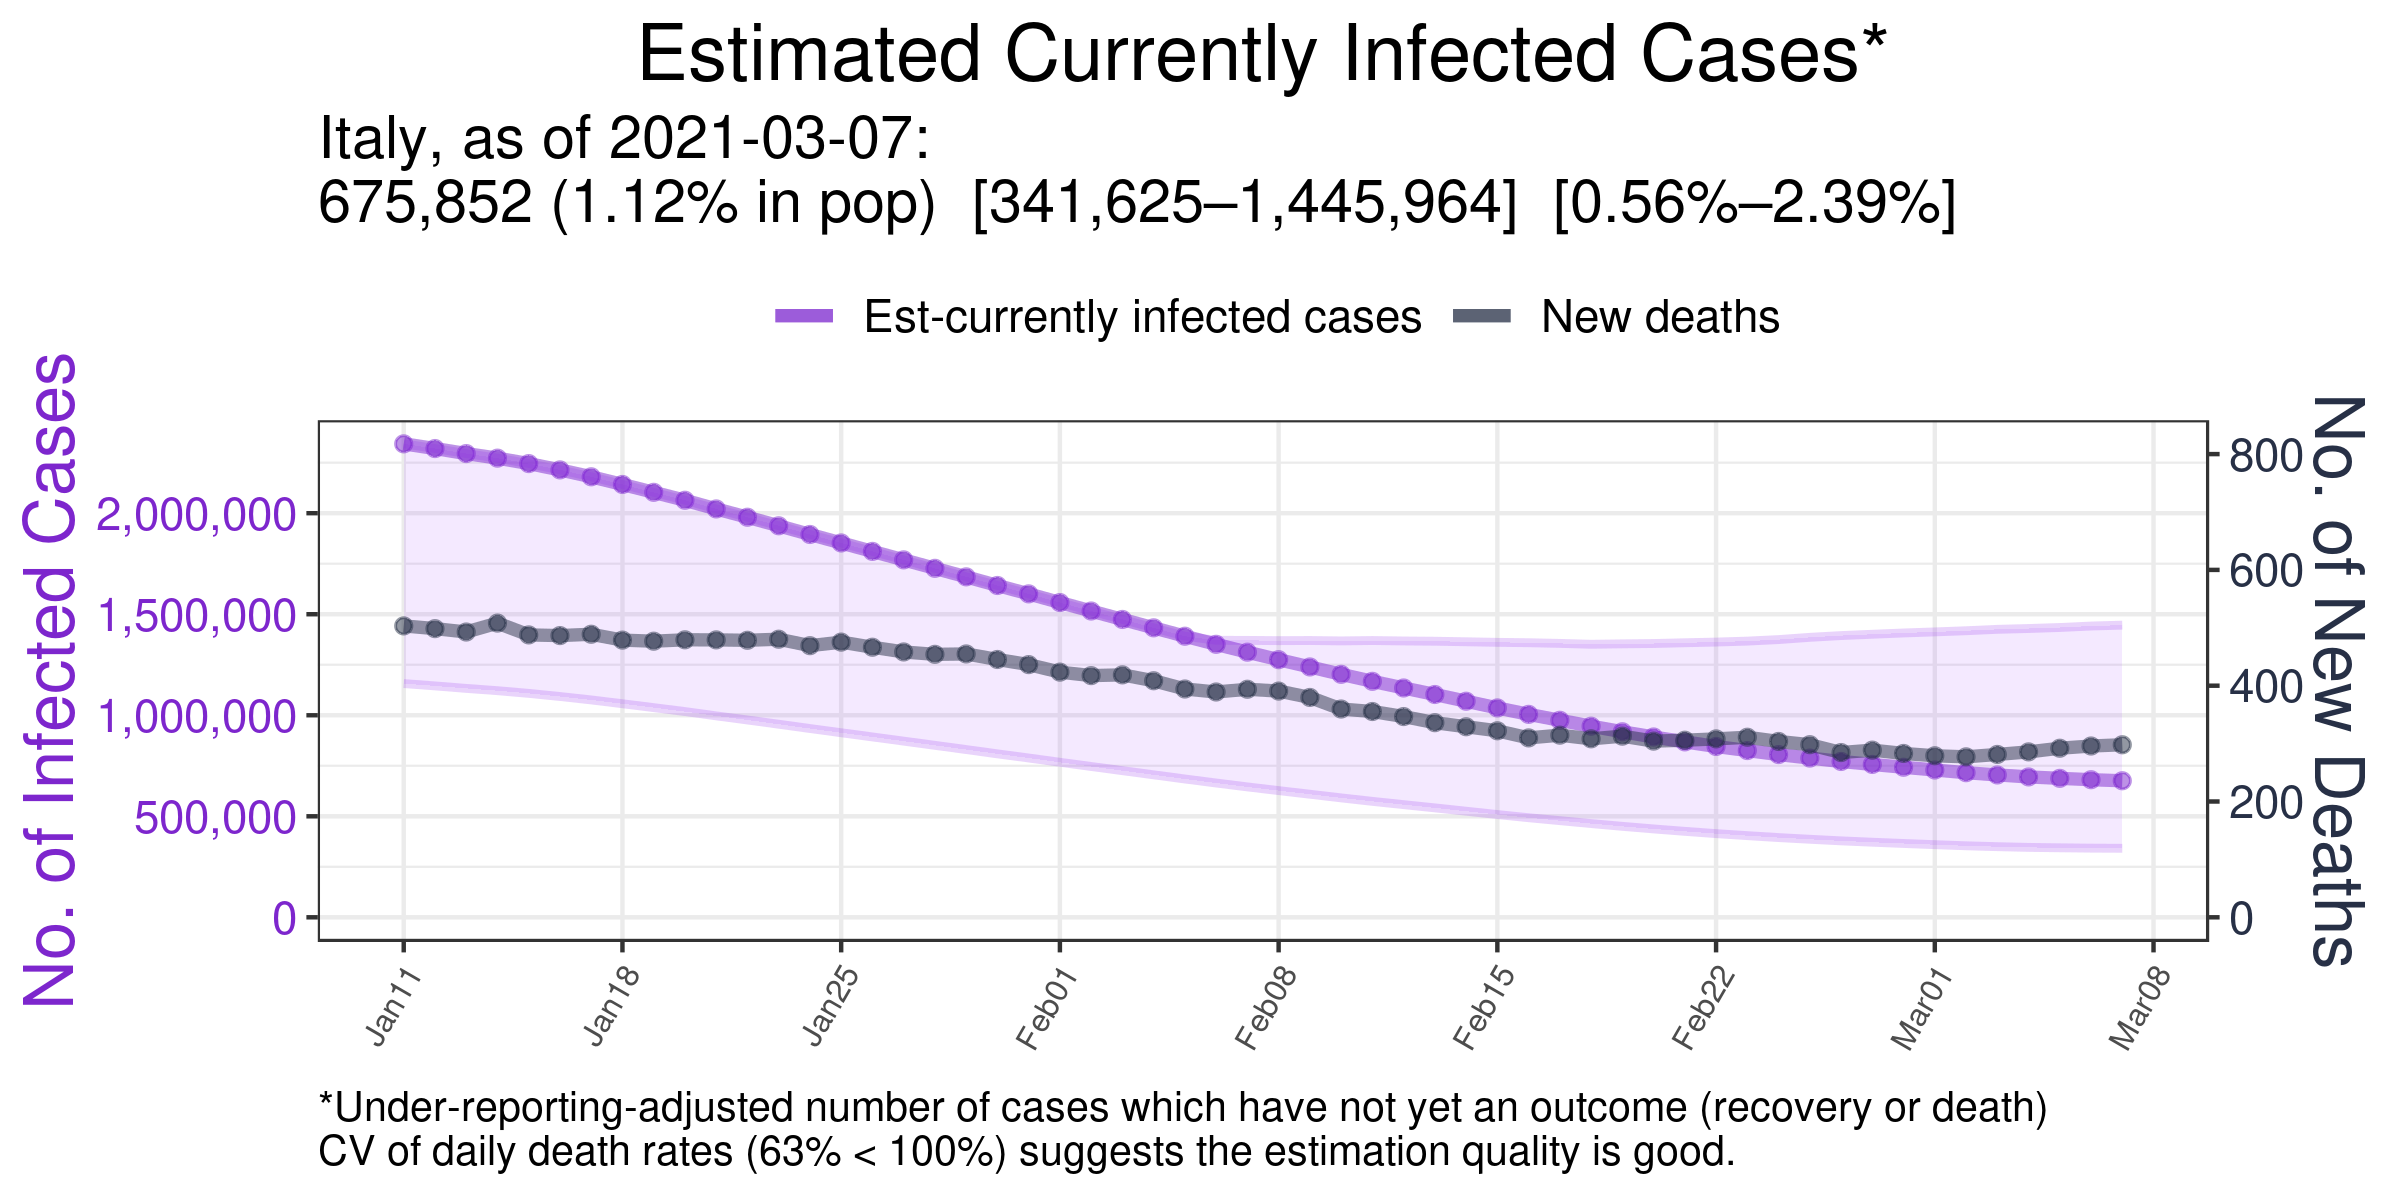 Estimated Currently Infected Cases*
Italy, as of 2021-03-07:
675,852 (1.12% in pop)  [341,625–1,445,964]  [0.56%–2.39%]
Est-currently infected cases
New deaths
No. of Infected Cases
2,000,000
1,500,000
1,000,000
500,000
0
No. of New Deaths
800
600
400
200
0
Jan11
Jan18
Jan25
Feb01
Feb08
Feb15
Feb22
Mar01
Mar08
*Under-reporting-adjusted number of cases which have not yet an outcome (recovery or death)
CV of daily death rates (63% < 100%) suggests the estimation quality is good.